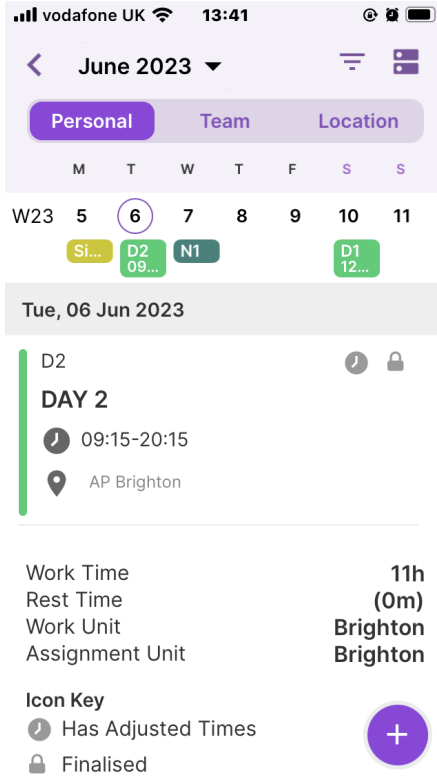 vodafone UK 13:41
June 2023
Personal Team Location
M T W T F S S
W23 5 6 7 8 9 10 11
Si... D2 N1 D1
09... 12...
Tue, 06 Jun 2023
D2
DAY 2
09:15-20:15
AP Brighton
Work Time 11h
Rest Time (0m)
Work Unit Brighton
Assignment Unit Brighton
Icon Key
Has Adjusted Times
Finalised
+